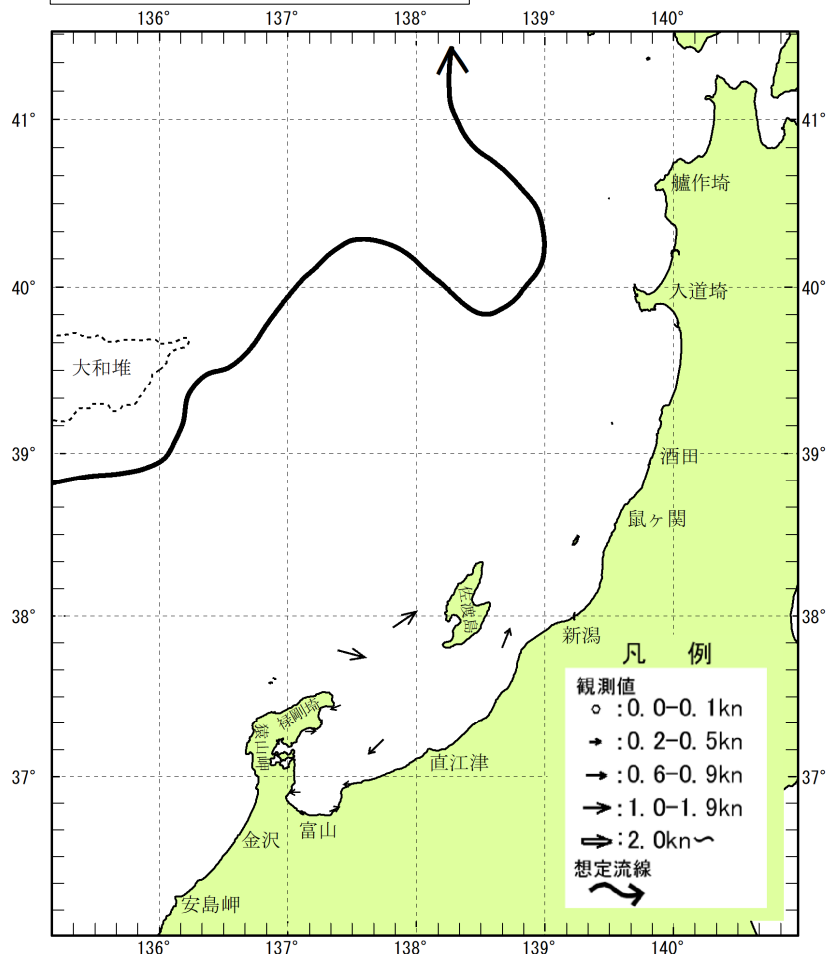 136° 137° 138° 139° 140°
41° 41°
艫作埼
40° 入道埼 40°
大和堆
39° 酒田 39°
鼠ヶ関
38° 佐渡島 38°
新潟
凡 例
観測値
:0.0-0.1kn
:0.2-0.5kn
:0.6-0.9kn
:1.0-1.9kn
:2.0kn~
想定流線
禄剛埼
猿山岬
37° 直江津 37°
富山
金沢
安島岬
136° 137° 138° 139° 140°